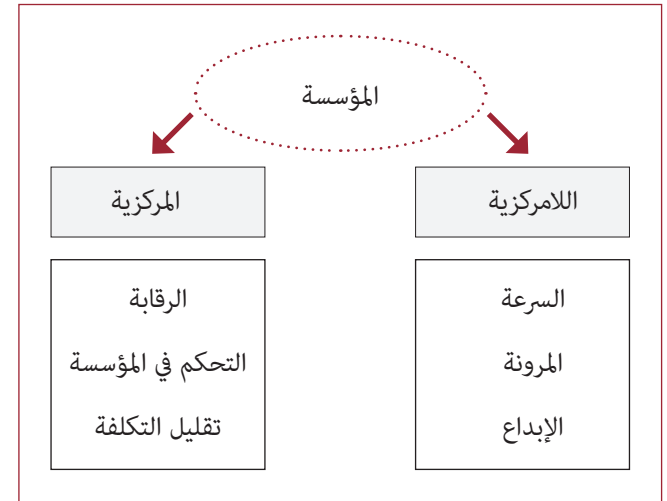 المؤسسة
اللامركزية
السرعة
المرونة
الإبداع
المركزية
الرقابة
التحكم في المؤسسة
تقليل التكلفة